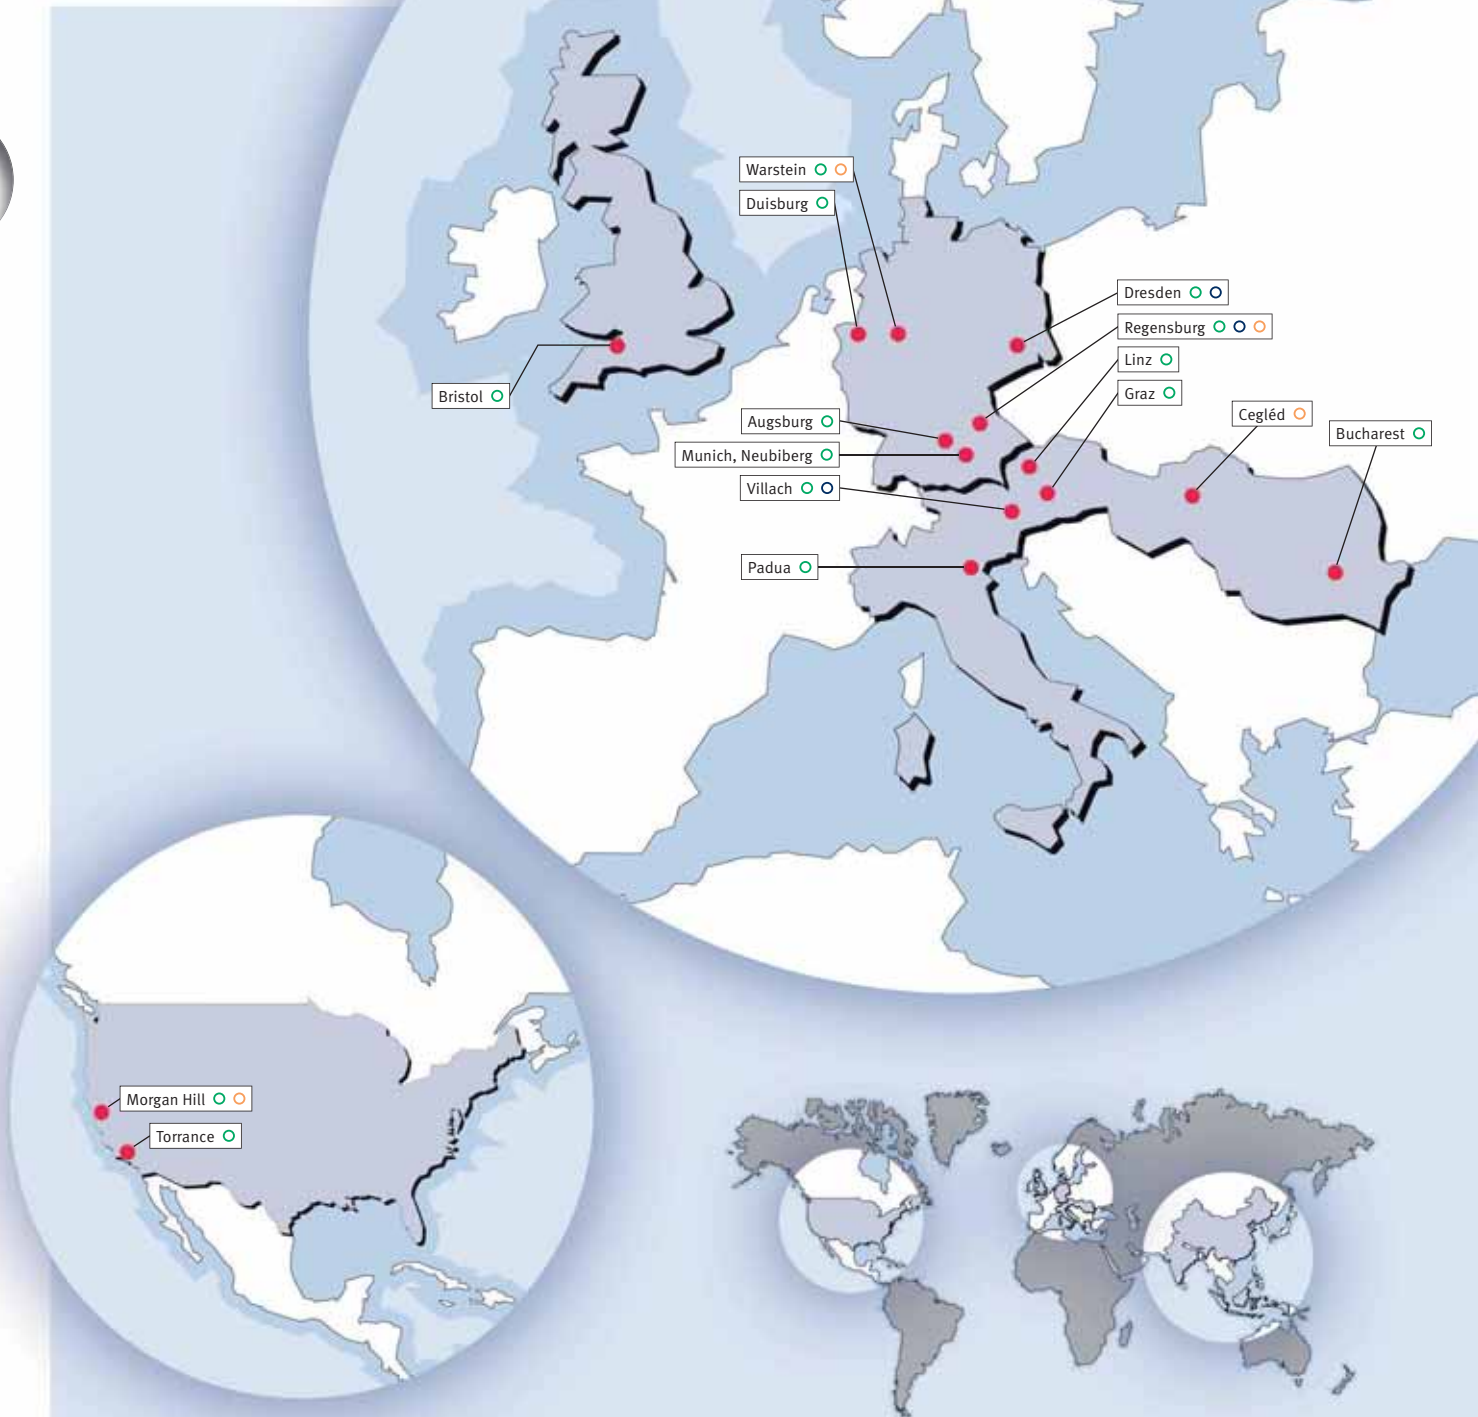 Warstein
Duisburg
Dresden
Regensburg
Linz
Graz
Bristol
Cegléd
Augsburg
Bucharest
Munich, Neubiberg
Villach
Padua
Morgan Hill
Torrance